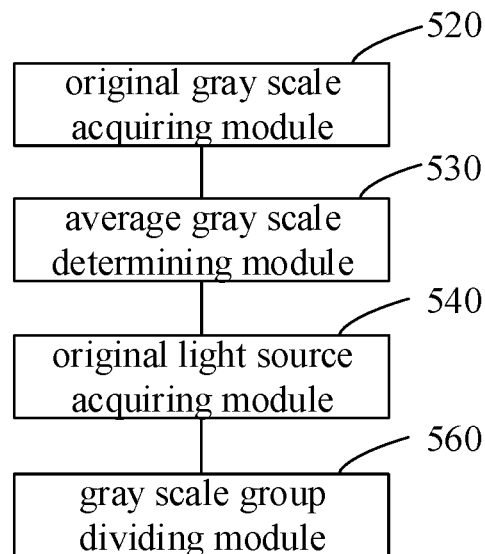 520
original gray scale
acquiring module
530
average gray scale
determining module
540
original light source
acquiring module
560
gray scale group
dividing module